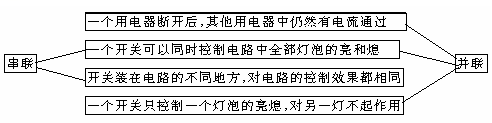 一个用电器断开后,其他用电器中仍然有电流通过
一个开关可以同时控制电路中全部灯泡的亮和熄
串联
并联
开关装在电路的不同地方,对电路的控制效果都相同
一个开关只控制一个灯泡的亮熄,对另一灯不起作用